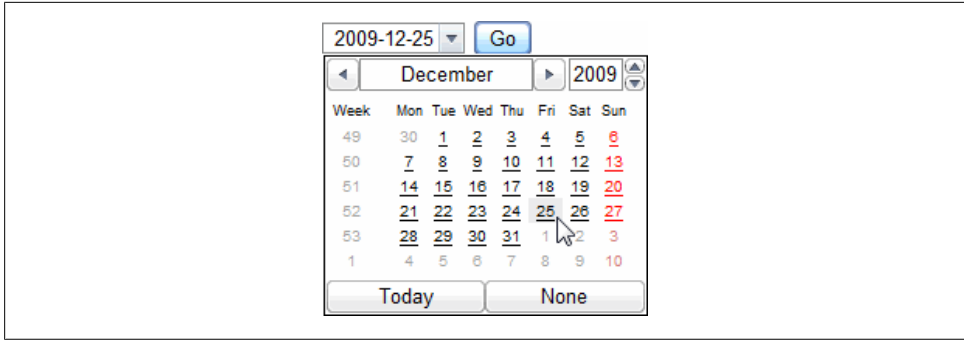 2009-12-25 Go
December 2009
Week Mon Tue Wed Thu Fri Sat Sun
49 30 1 2 3 4 5 6
50 7 8 9 10 11 12 13
51 14 15 16 17 18 19 20
52 21 22 23 24 25 26 27
53 28 29 30 31 1 2 3
1 4 5 6 7 8 9 10
Today None